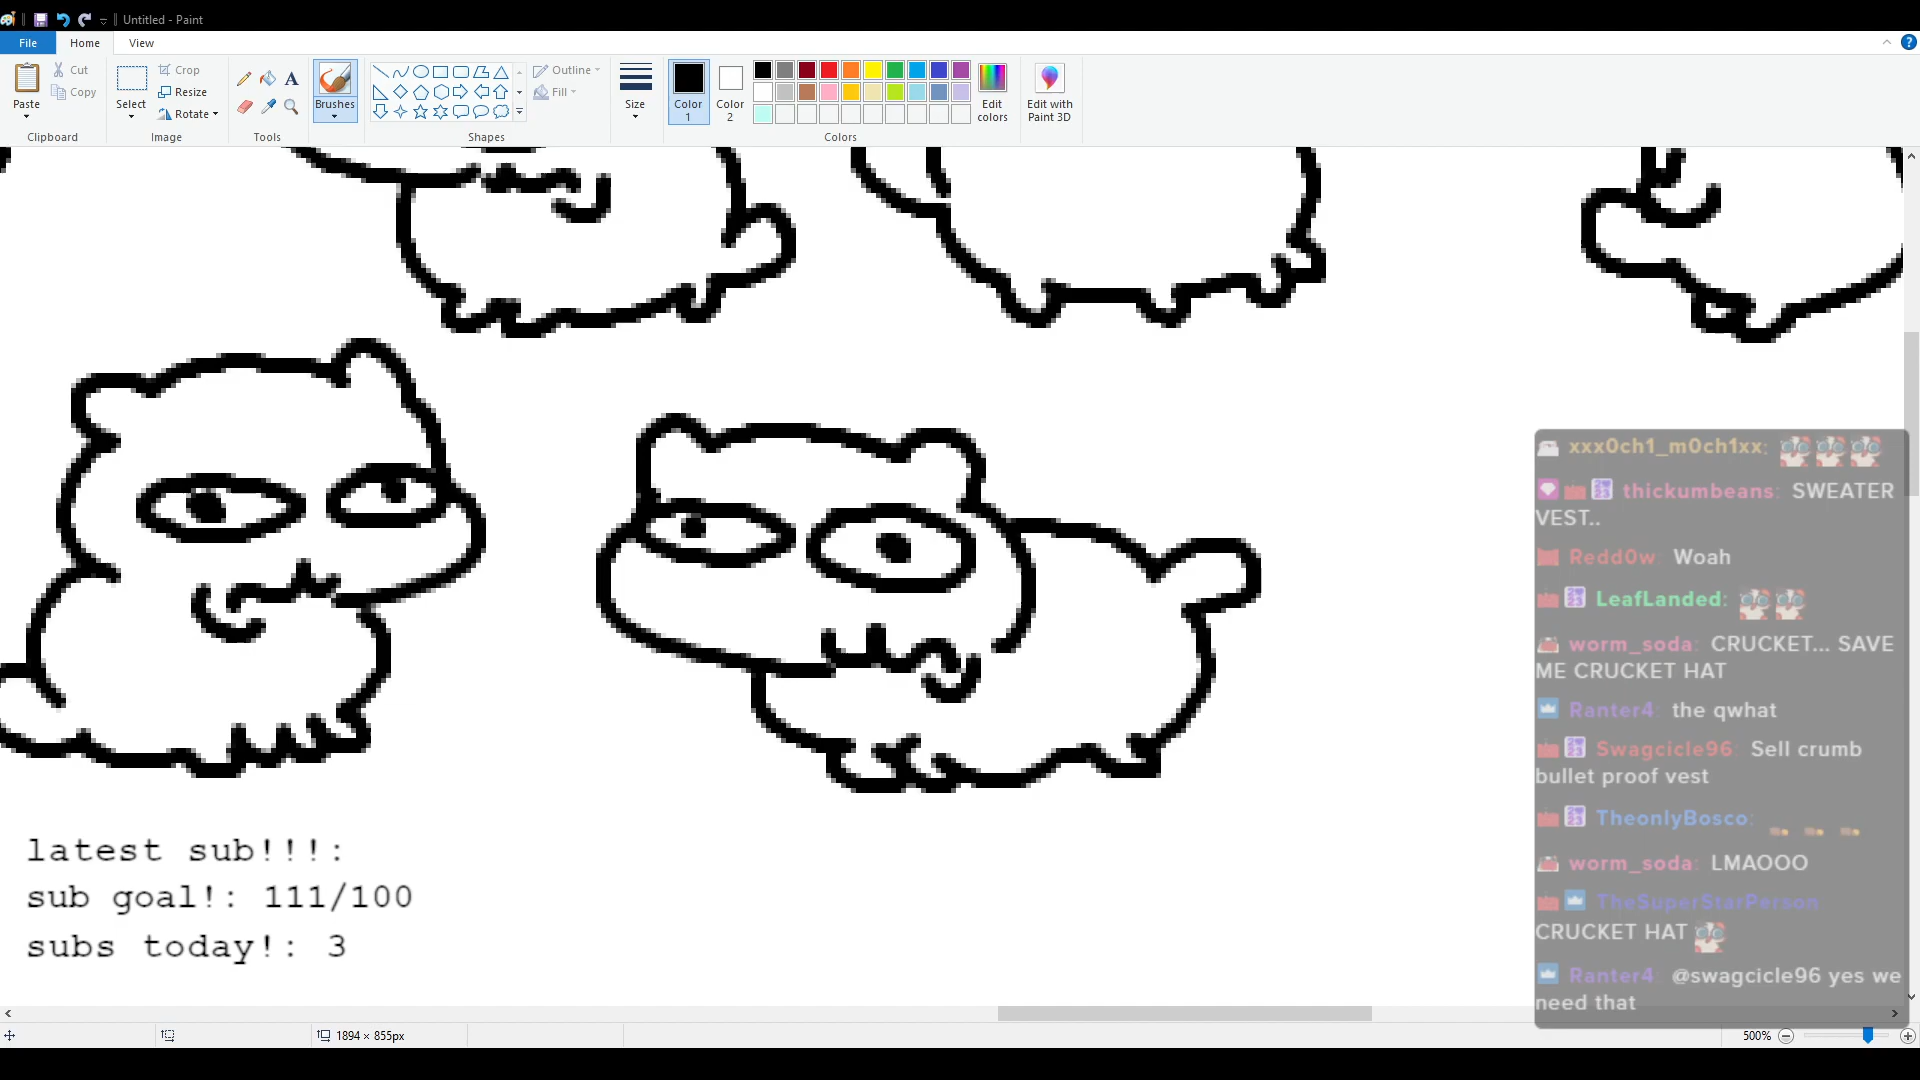 Untitled - Paint
File Home View
Paste
Cut
Copy
Clipboard
Select
Crop
Resize
Rotate
Image
A
Tools
Brushes
Shapes
Outline
Fill
Size
Color 1
Color 2
Edit colors
Colors
Edit with Paint 3D
xxx0ch1_m0ch1xx:
thickumbeans: SWEATER
VEST..
Redd0w: Woah
LeafLanded:
worm_soda: CRUCKET... SAVE
ME CRUCKET HAT
Ranter4: the qwhat
Swagcicle96: Sell crumb
bullet proof vest
TheonlyBosco:
worm_soda: LMAOOO
TheSuperStarPerson:
CRUCKET HAT
Ranter4: @swagcicle96 yes we
need that
latest sub!!!:
sub goal!: 111/100
subs today!: 3
1894 × 855px
500%